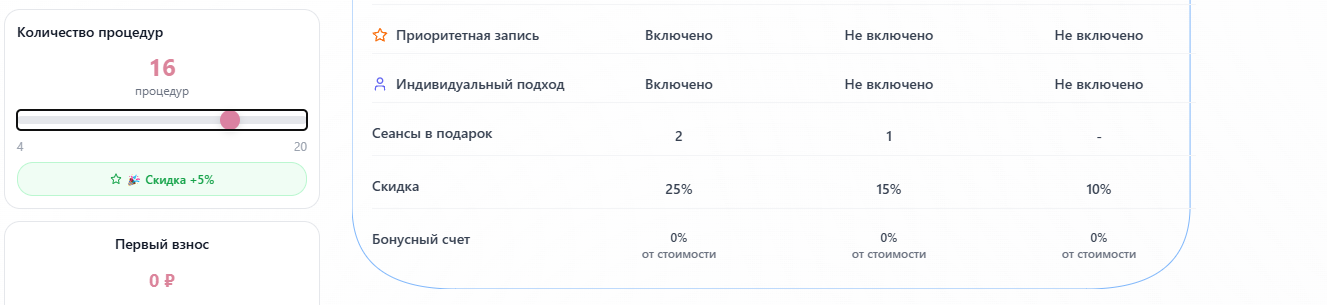 Количество процедур
16
процедур
4 20
🎉 Скидка +5%
Первый взнос
0 ₽
Приоритетная запись Включено Не включено Не включено
Индивидуальный подход Включено Не включено Не включено
Сеансы в подарок 2 1 -
Скидка 25% 15% 10%
Бонусный счет 0% 0% 0%
от стоимости от стоимости от стоимости